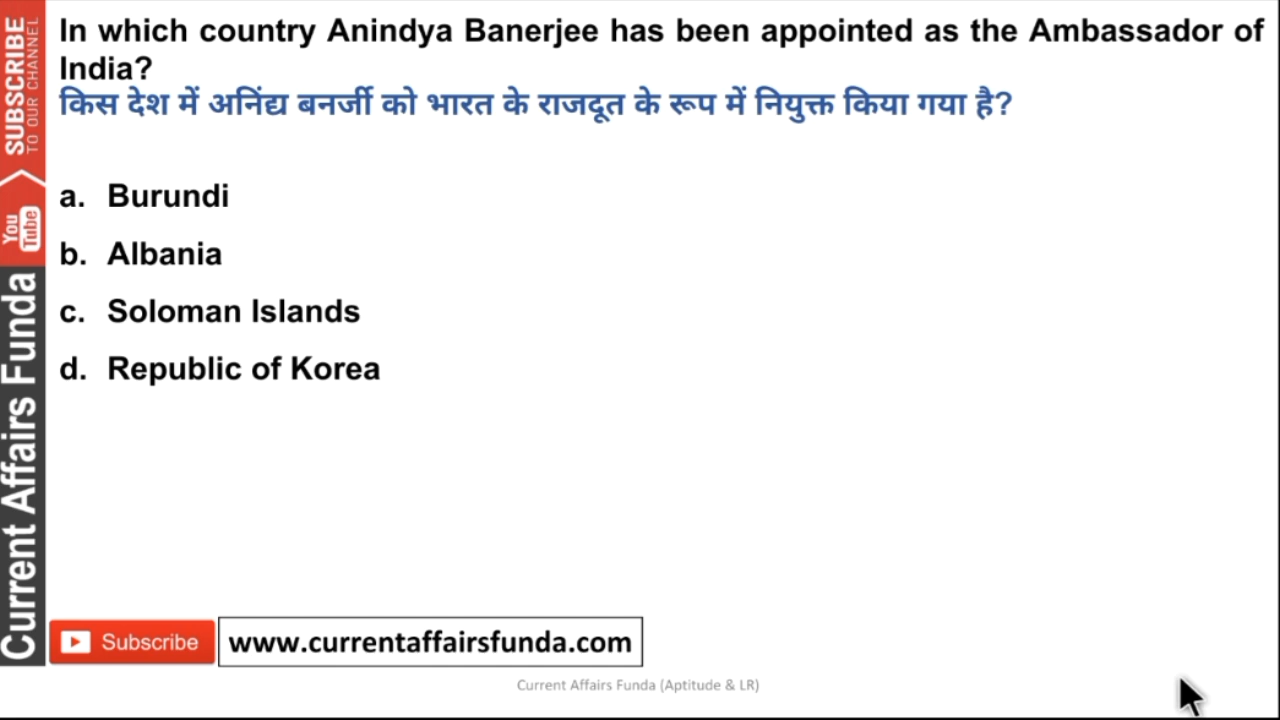 In which country Anindya Banerjee has been appointed as the Ambassador of
India?
किस देश में अनिंद्य बनर्जी को भारत के राजदूत के रूप में नियुक्त किया गया है?
a. Burundi
b. Albania
c. Soloman Islands
d. Republic of Korea
Subscribe
www.currentaffairsfunda.com
Current Affairs Funda (Aptitude & LR)
SUBSCRIBE
TO OUR CHANNEL
You
Tube
Current Affairs Funda